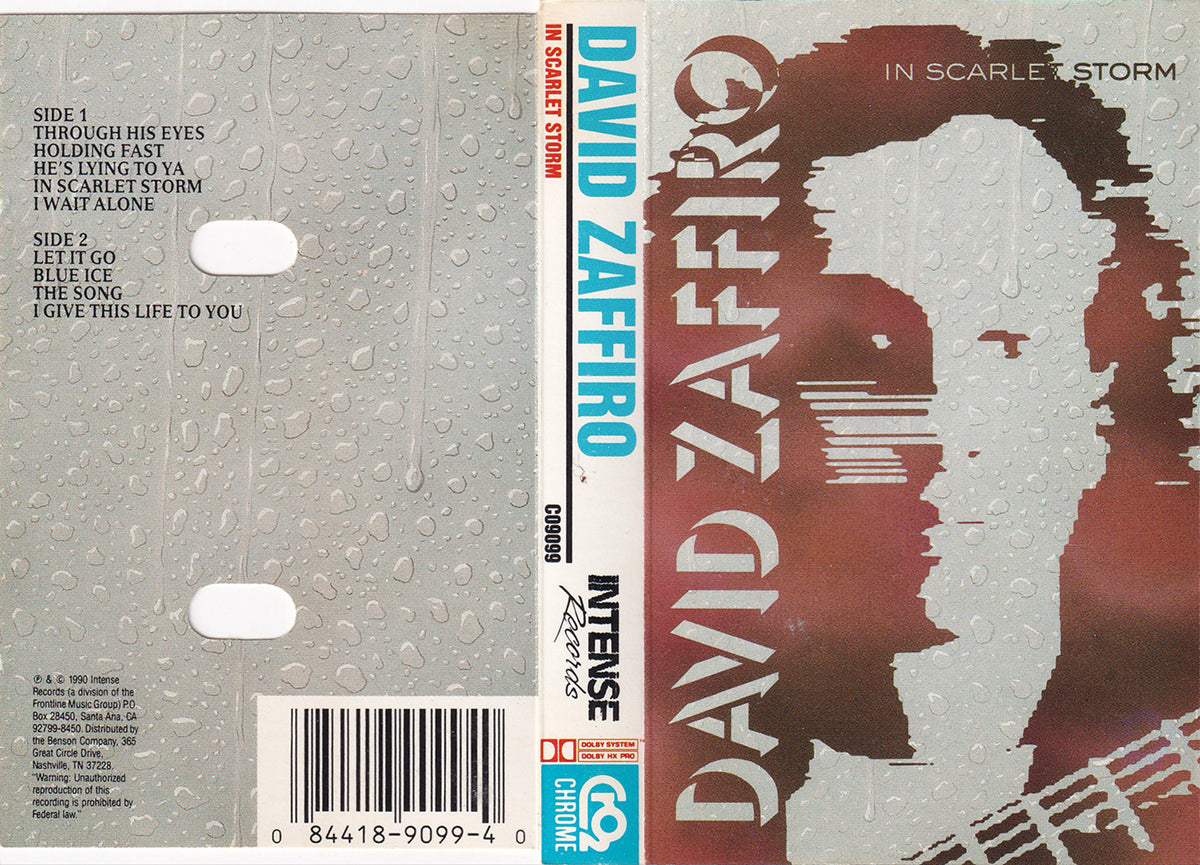 SIDE 1
THROUGH HIS EYES
HOLDING FAST
HE'S LYING TO YA
IN SCARLET STORM
I WAIT ALONE
SIDE 2
LET IT GO
BLUE ICE
THE SONG
I GIVE THIS LIFE TO YOU
℗ & © 1990 Intense
Records (a division of the
Frontline Music Group) P.O.
Box 28450, Santa Ana, CA
92799-8450. Distributed by
the Benson Company, 365
Great Circle Drive,
Nashville, TN 37228.
"Warning: Unauthorized
reproduction of this
recording is prohibited by
Federal law."
0 84418-9099-4 0
DAVID ZAFFIRO
IN SCARLET STORM
C09099
INTENSE
Records
DOLBY SYSTEM
DOLBY HX PRO
™
CrO2
CHROME
IN SCARLET STORM
DAVID ZAFFIRO